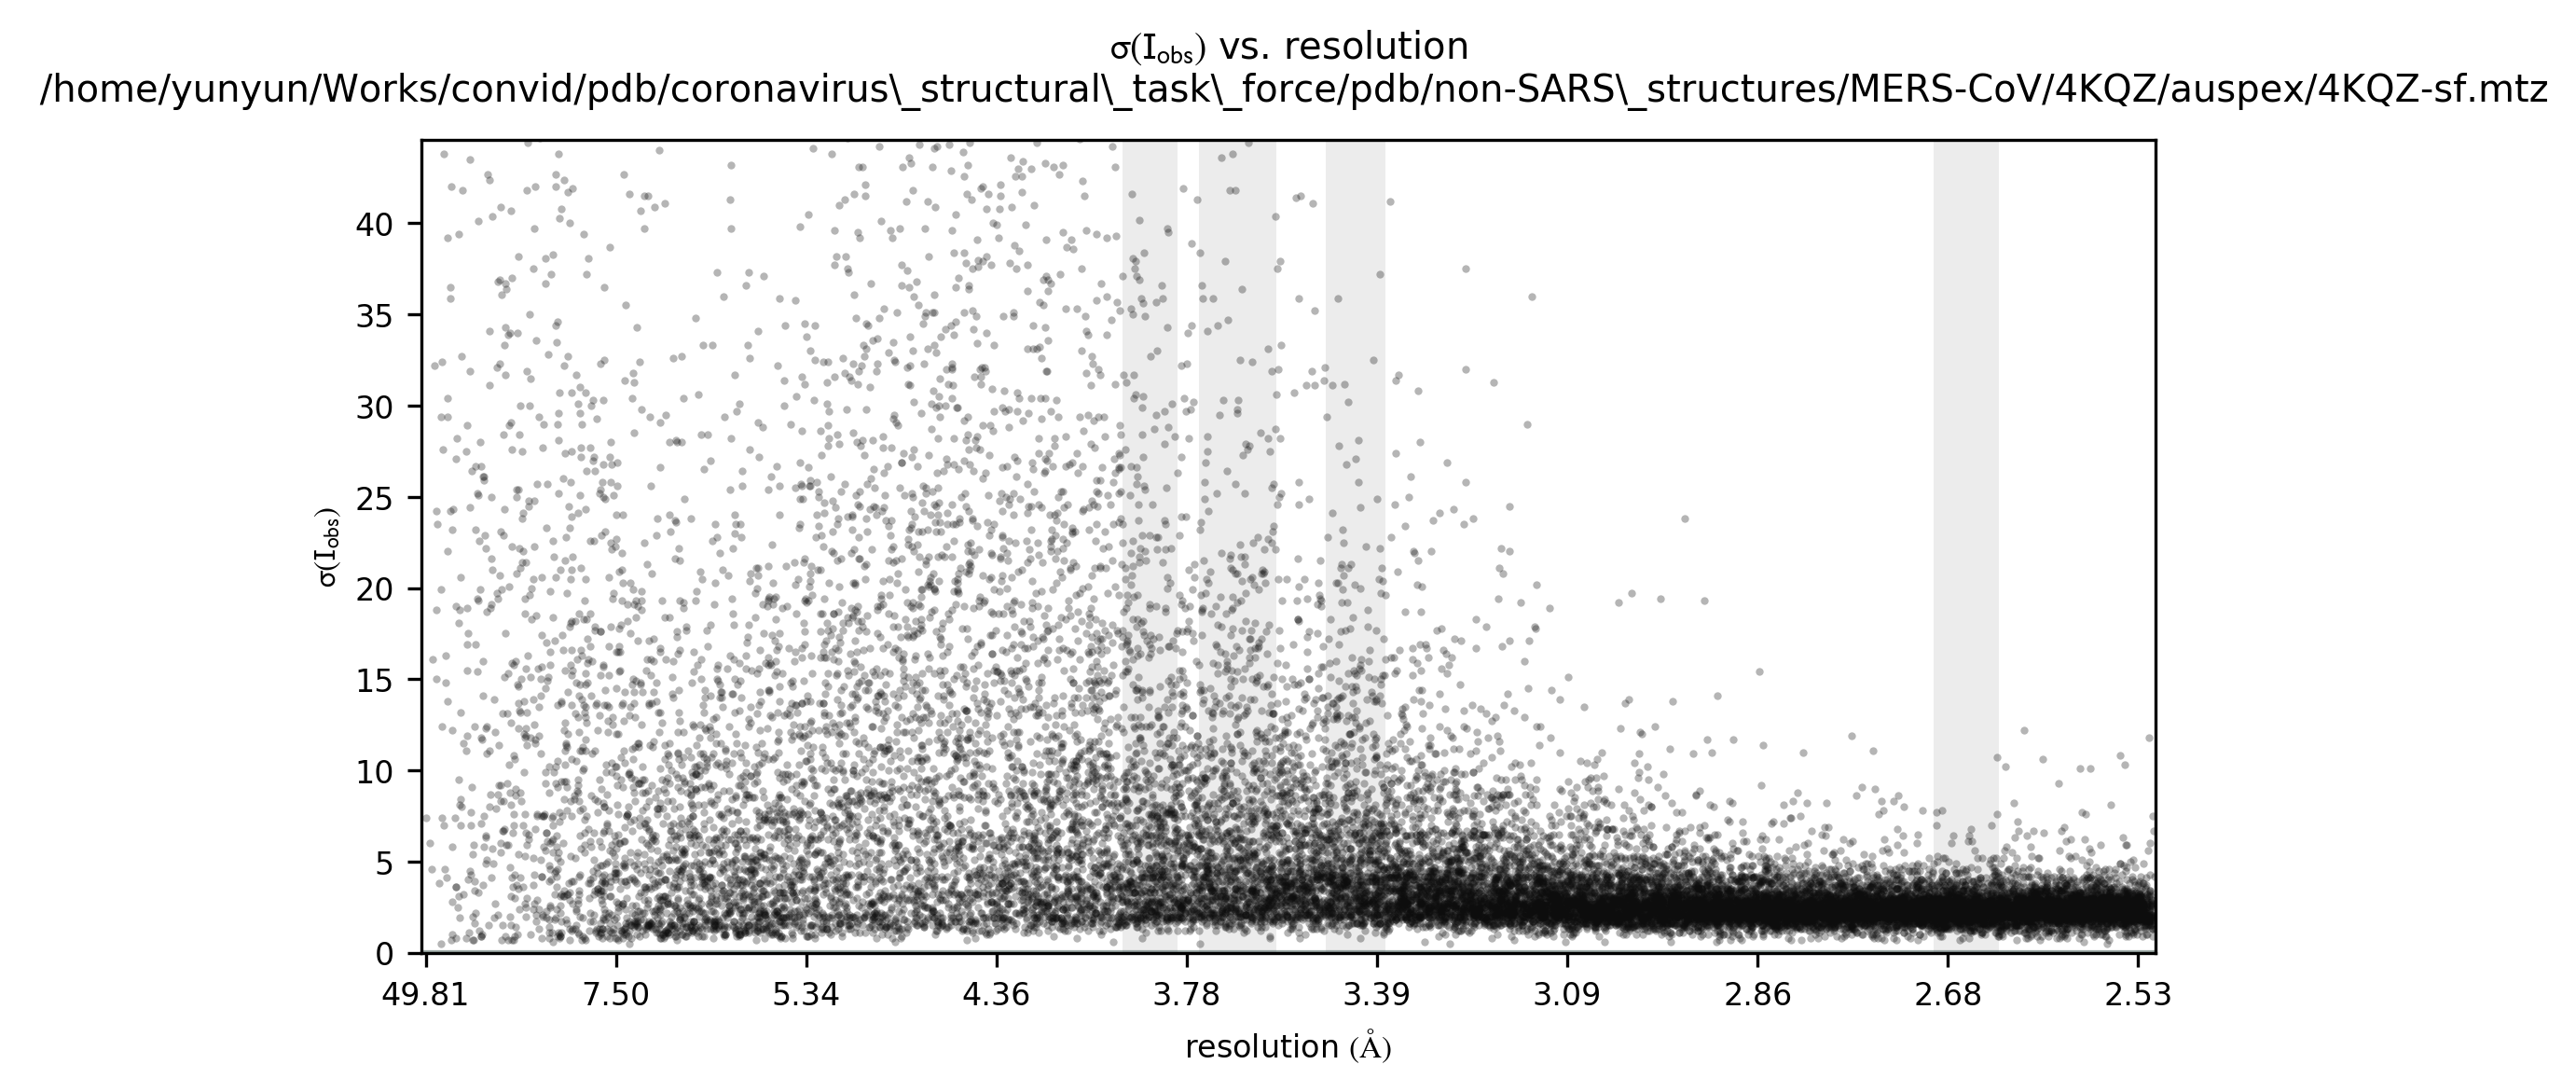 σ(I_obs) vs. resolution
/home/yunyun/Works/convid/pdb/coronavirus\_structural\_task\_force/pdb/non-SARS\_structures/MERS-CoV/4KQZ/auspex/4KQZ-sf.mtz
40
35
30
25
20
15
10
5
0
σ(I_obs)
49.81 7.50 5.34 4.36 3.78 3.39 3.09 2.86 2.68 2.53
resolution (Å)